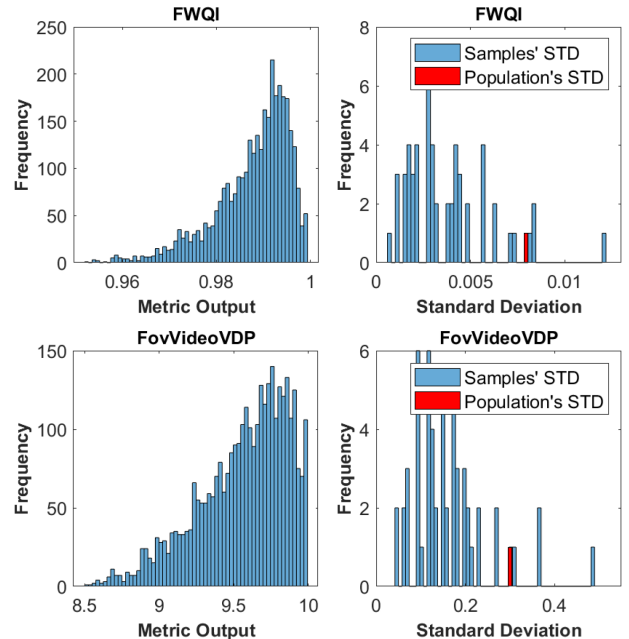 FWQI
Frequency
250
200
150
100
50
0
0.96
0.98
1
Metric Output
FWQI
Frequency
8
6
4
2
0
Samples' STD
Population's STD
0
0.005
0.01
Standard Deviation
FovVideoVDP
Frequency
150
100
50
0
8.5
9
9.5
10
Metric Output
FovVideoVDP
Frequency
6
4
2
0
Samples' STD
Population's STD
0
0.2
0.4
Standard Deviation